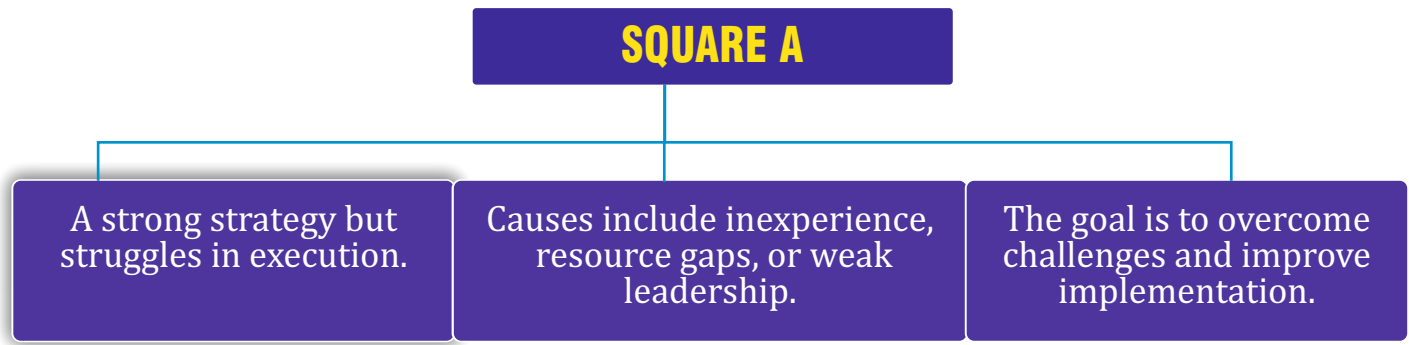 SQUARE A
A strong strategy but
struggles in execution.
Causes include inexperience,
resource gaps, or weak
leadership.
The goal is to overcome
challenges and improve
implementation.